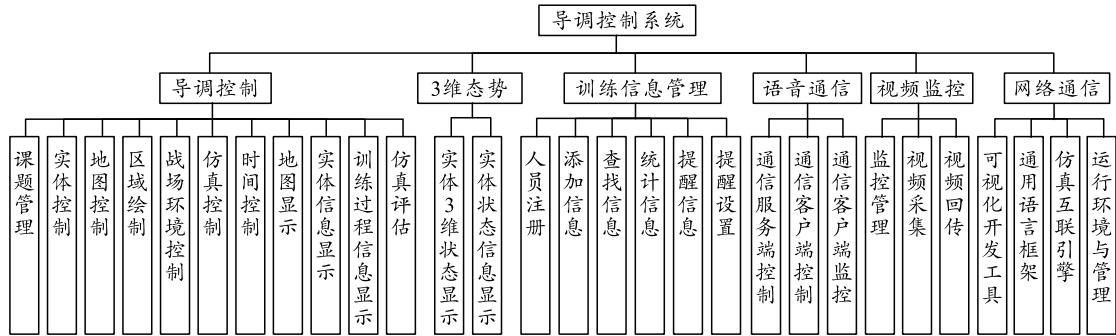 导调控制系统
导调控制
3维态势
训练信息管理
语音通信
视频监控
网络通信
课题管理
实体控制
地图控制
区域绘制
战场环境控制
仿真控制
时间控制
地图显示
实体信息显示
训练过程信息显示
仿真评估
实体3维状态显示
实体状态信息显示
人员注册
添加信息
查找信息
统计信息
提醒信息
提醒设置
通信服务端控制
通信客户端控制
通信客户端监控
监控管理
视频采集
视频回传
可视化开发工具
通用语言框架
仿真互联引擎
运行环境与管理